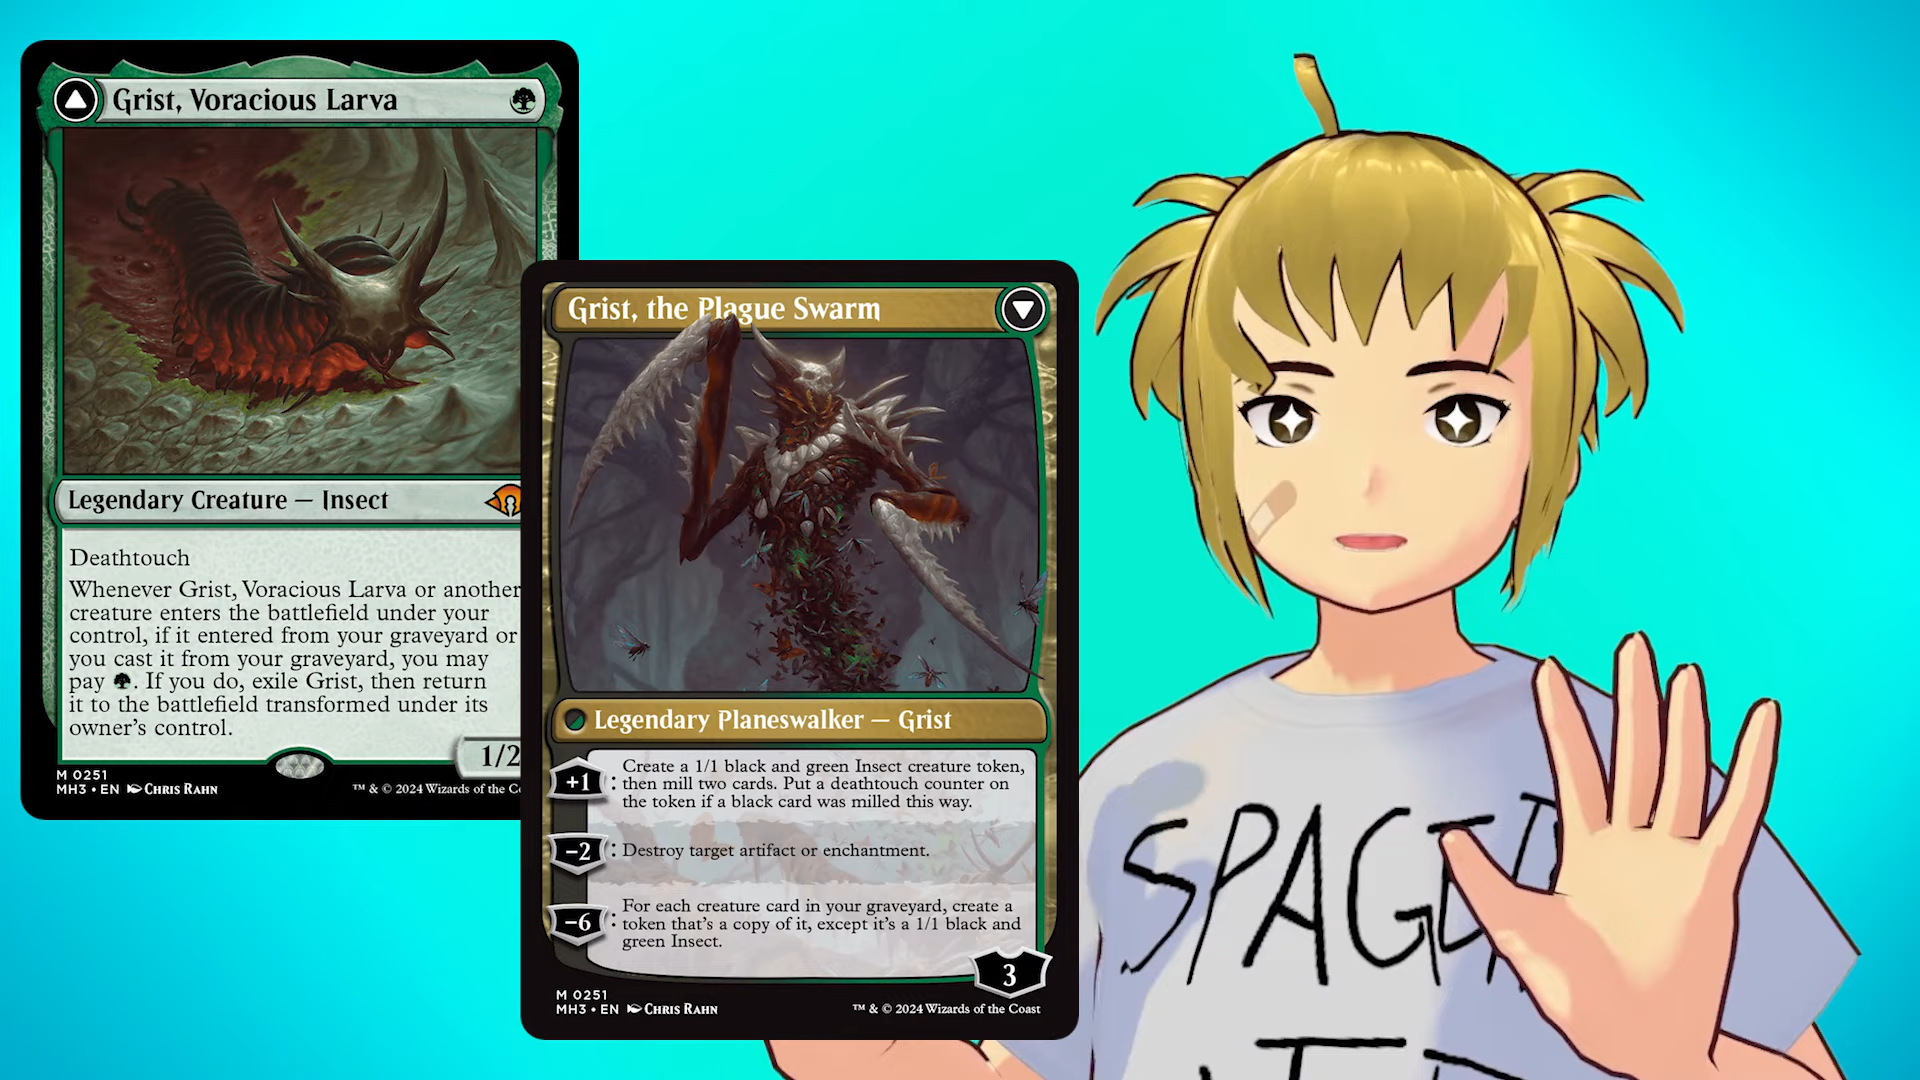 Grist, Voracious Larva
Legendary Creature — Insect
Deathtouch
Whenever Grist, Voracious Larva or another
creature enters the battlefield under your
control, if it entered from your graveyard or
you cast it from your graveyard, you may
pay . If you do, exile Grist, then return
it to the battlefield transformed under its
owner's control.
1/2
M 0251
MH3 • EN CHRIS RAHN
™ & © 2024 Wizards of the
Grist, the Plague Swarm
Legendary Planeswalker — Grist
+1 : Create a 1/1 black and green Insect creature token,
then mill two cards. Put a deathtouch counter on
the token if a black card was milled this way.
−2 : Destroy target artifact or enchantment.
−6 : For each creature card in your graveyard, create a
token that's a copy of it, except it's a 1/1 black and
green Insect.
3
M 0251
MH3 • EN CHRIS RAHN
™ & © 2024 Wizards of the Coast